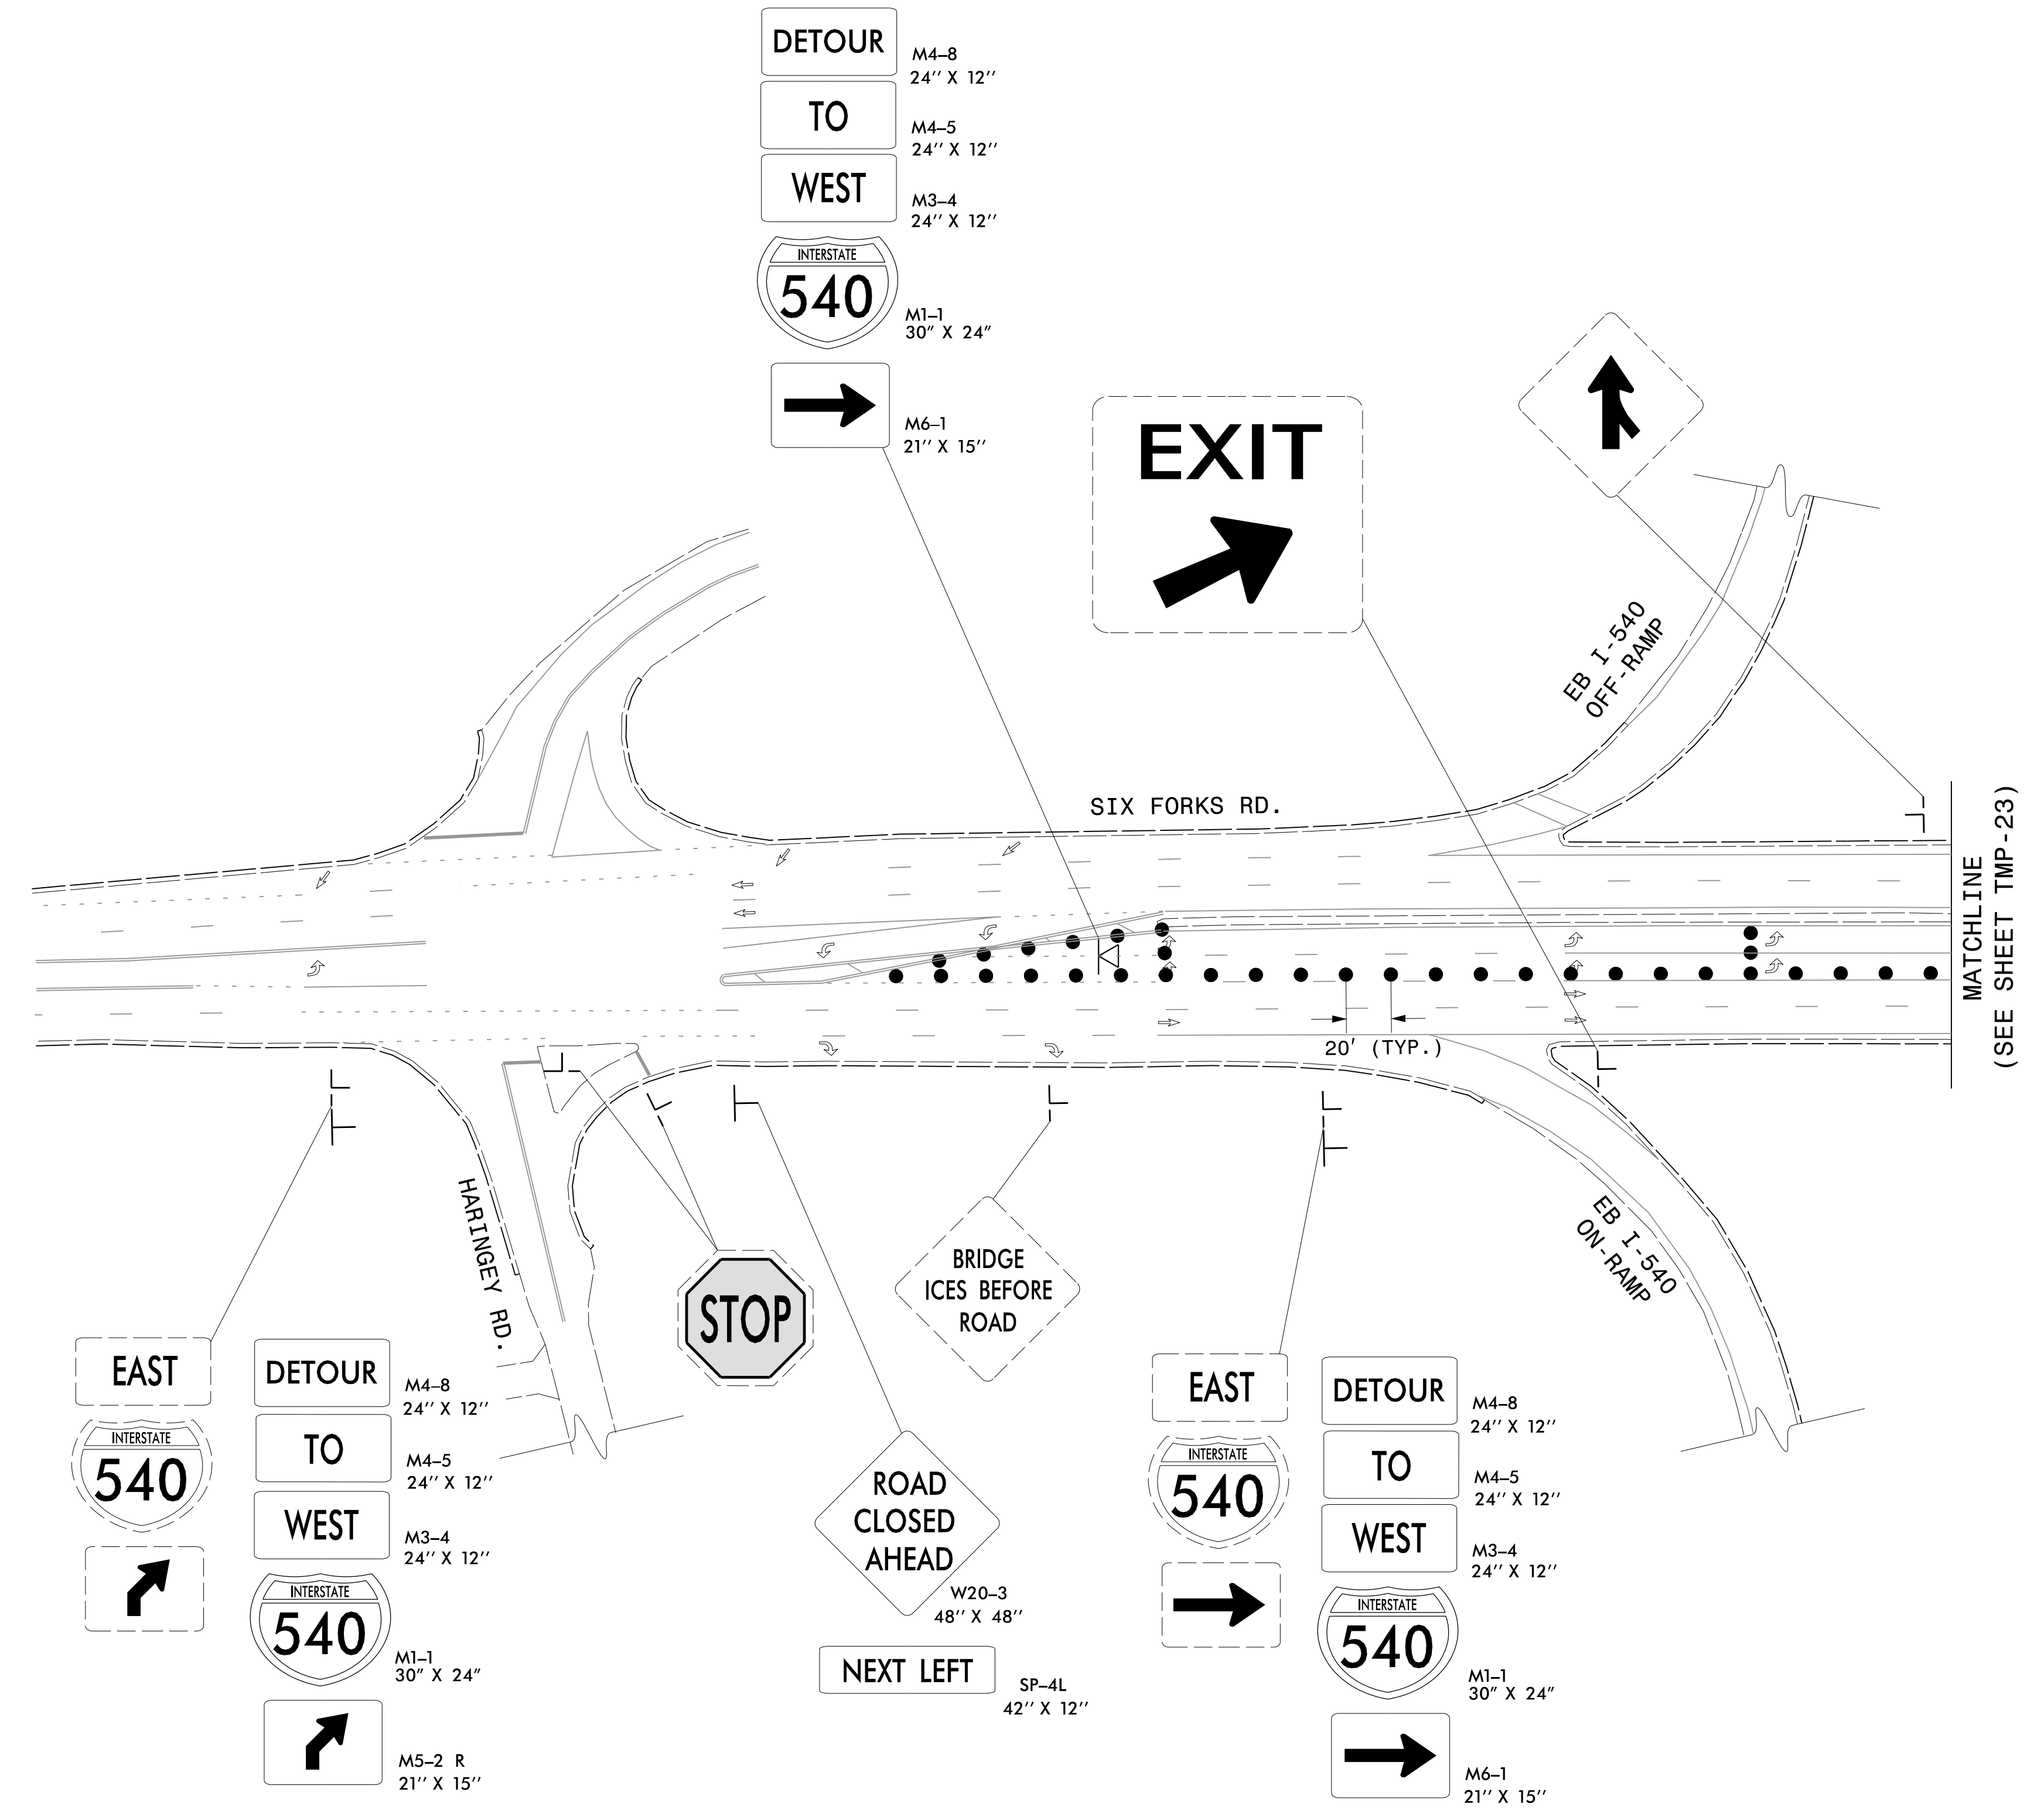 DETOUR
M4-8
24'' X 12''
TO
M4-5
24'' X 12''
WEST
M3-4
24'' X 12''
INTERSTATE
540
M1-1
30" X 24"
M6-1
21'' X 15''
EXIT
EB I-540
OFF-RAMP
SIX FORKS RD.
MATCHLINE
(SEE SHEET TMP-23)
20' (TYP.)
HARINGEY RD.
EB I-540
ON-RAMP
STOP
BRIDGE
ICES BEFORE
ROAD
EAST
INTERSTATE
540
DETOUR
M4-8
24'' X 12''
TO
M4-5
24'' X 12''
WEST
M3-4
24'' X 12''
INTERSTATE
540
M1-1
30" X 24"
M5-2 R
21'' X 15''
ROAD
CLOSED
AHEAD
W20-3
48'' X 48''
NEXT LEFT
SP-4L
42'' X 12''
EAST
INTERSTATE
540
DETOUR
M4-8
24'' X 12''
TO
M4-5
24'' X 12''
WEST
M3-4
24'' X 12''
INTERSTATE
540
M1-1
30" X 24"
M6-1
21'' X 15''